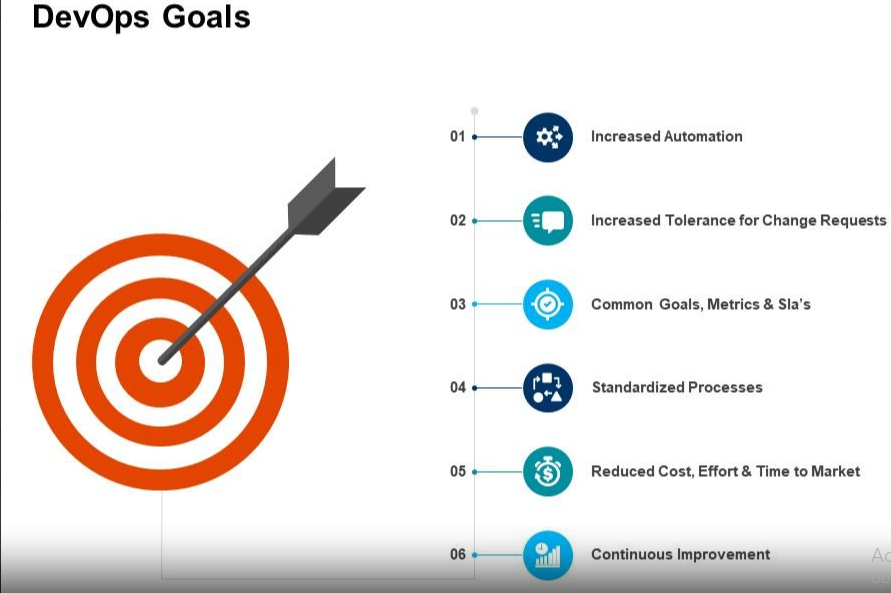 DevOps Goals
01 Increased Automation
02 Increased Tolerance for Change Requests
03 Common Goals, Metrics & Sla's
04 Standardized Processes
05 Reduced Cost, Effort & Time to Market
06 Continuous Improvement